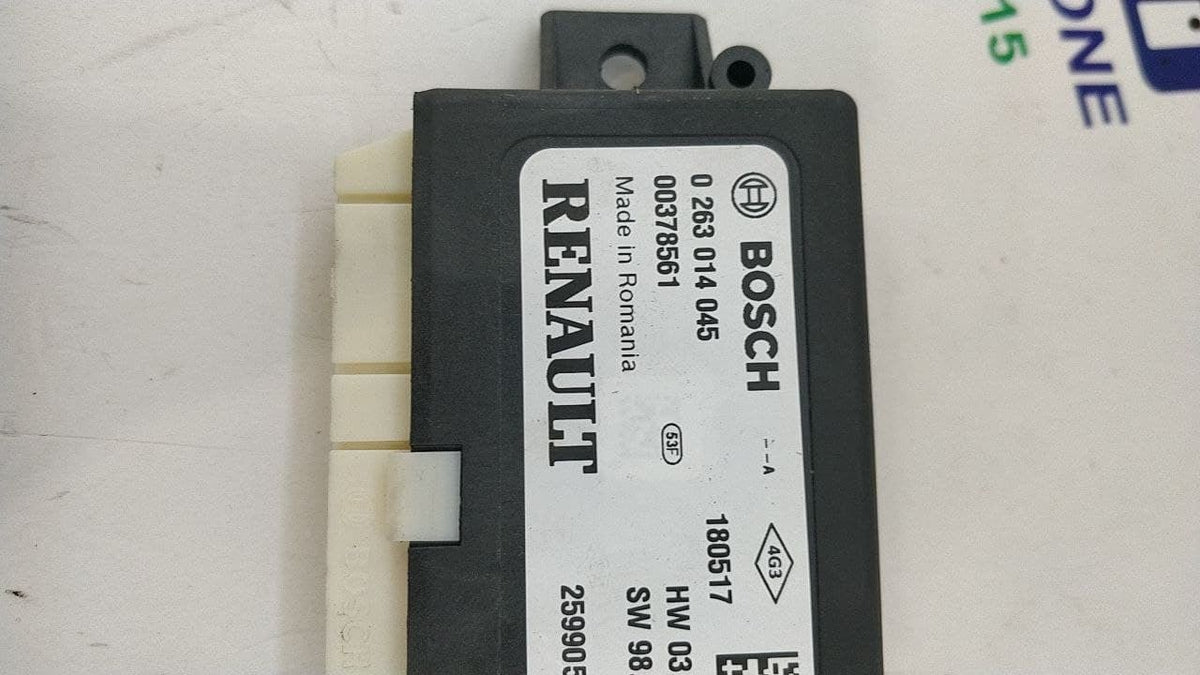 BOSCH --A 4G3
0 263 014 045 180517
00378561 53F HW 03
Made in Romania SW 98
RENAULT 259905
ONE
15